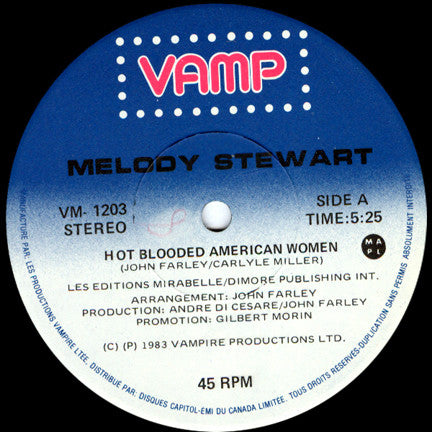 VAMP
MELODY STEWART
VM- 1203
STEREO
SIDE A
TIME:5:25
HOT BLOODED AMERICAN WOMEN
(JOHN FARLEY/CARLYLE MILLER)
MAPL
LES EDITIONS MIRABELLE/DIMORE PUBLISHING INT.
ARRANGEMENT: JOHN FARLEY
PRODUCTION: ANDRE DI CESARE/JOHN FARLEY
PROMOTION: GILBERT MORIN
(C) (P) 1983 VAMPIRE PRODUCTIONS LTD.
45 RPM
MANUFACTURE PAR: LES PRODUCTIONS VAMPIRE LTEE, DISTRIBUE PAR: DISQUES CAPITOL-EMI DU CANADA LIMITEE. TOUS DROITS RESERVES-DUPLICATION SANS PERMIS ABSOLUMENT INTERDITE